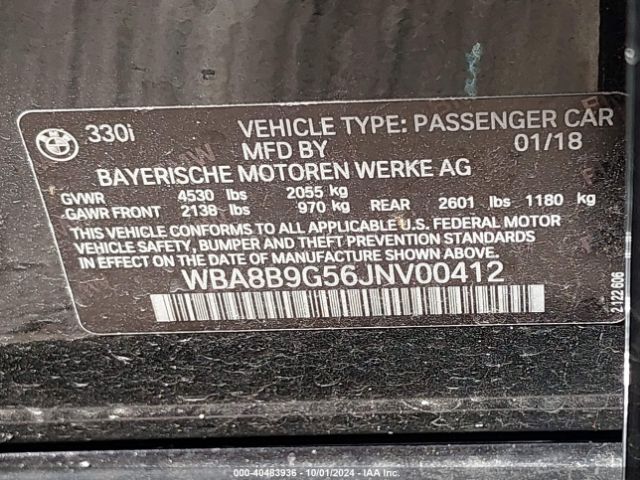 330i VEHICLE TYPE: PASSENGER CAR
MFD BY 01/18
BAYERISCHE MOTOREN WERKE AG
GVWR 4530 lbs 2055 kg
GAWR FRONT 2138 lbs 970 kg REAR 2601 lbs 1180 kg
THIS VEHICLE CONFORMS TO ALL APPLICABLE U.S. FEDERAL MOTOR
VEHICLE SAFETY, BUMPER AND THEFT PREVENTION STANDARDS
IN EFFECT ON THE DATE OF MANUFACTURE SHOWN ABOVE.
WBA8B9G56JNV00412
2 122 606
000-40483936 - 10/01/2024 - IAA Inc.